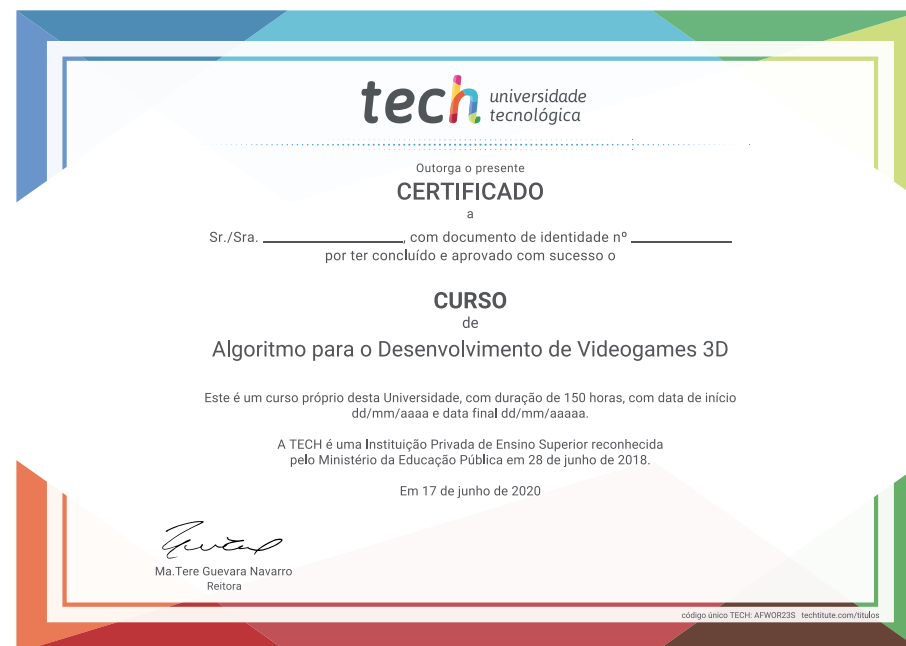 tech universidade
tecnológica
Outorga o presente
CERTIFICADO
a
Sr./Sra. ____________, com documento de identidade nº ____________
por ter concluído e aprovado com sucesso o
CURSO
de
Algoritmo para o Desenvolvimento de Videogames 3D
Este é um curso próprio desta Universidade, com duração de 150 horas, com data de início
dd/mm/aaaa e data final dd/mm/aaaaa.
A TECH é uma Instituição Privada de Ensino Superior reconhecida
pelo Ministério da Educação Pública em 28 de junho de 2018.
Em 17 de junho de 2020
Ma.Tere Guevara Navarro
Reitora
código único TECH: AFWOR23S techtitute.com/titulos